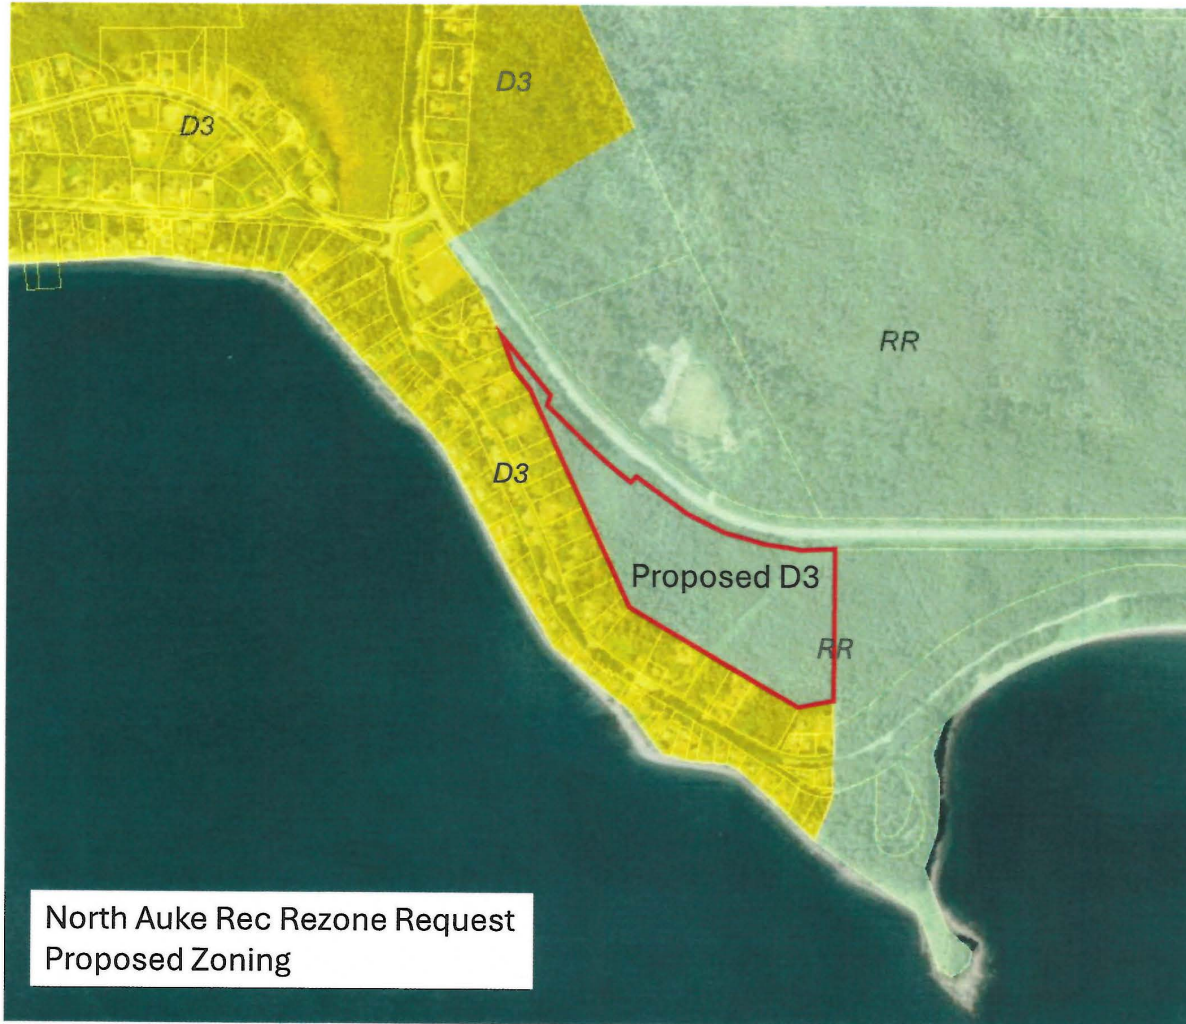 D3
D3
RR
D3
Proposed D3
RR
North Auke Rec Rezone Request
Proposed Zoning